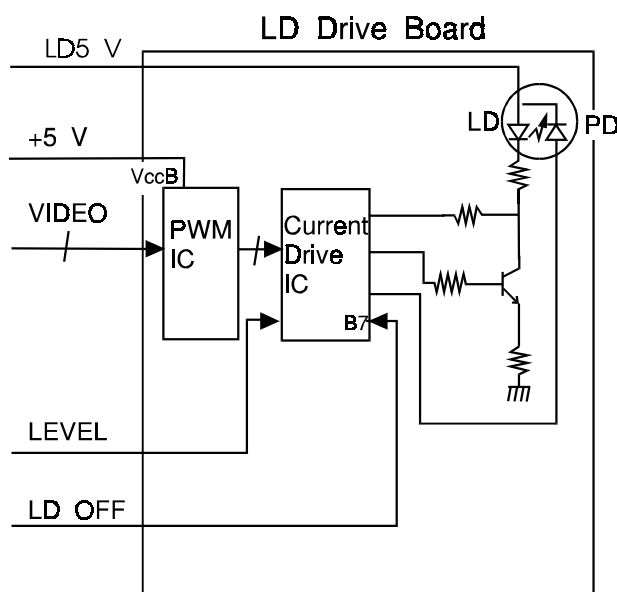 LD Drive Board
LD5 V
LD
PD
+5 V
VccB
VIDEO
PWM
IC
Current
Drive
IC
B7
LEVEL
LD OFF